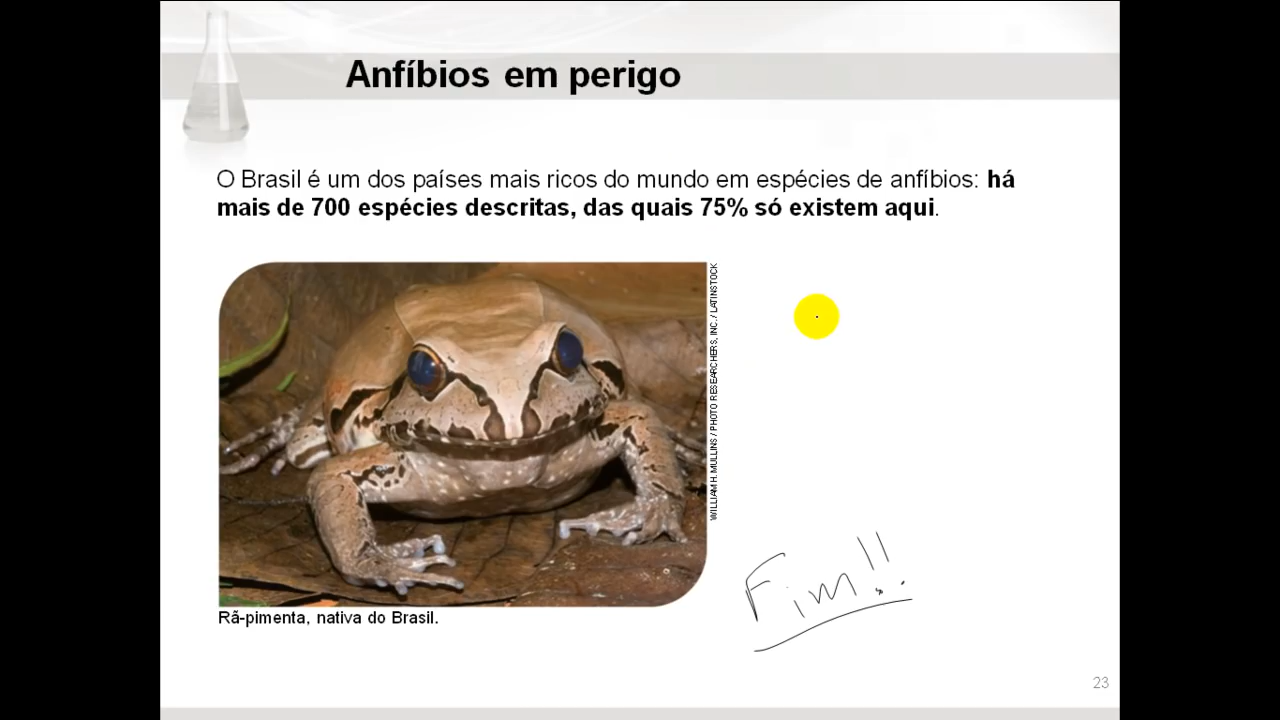 Anfíbios em perigo
O Brasil é um dos países mais ricos do mundo em espécies de anfíbios: há
mais de 700 espécies descritas, das quais 75% só existem aqui.
WILLIAM H. MULLINS / PHOTO RESEARCHERS, INC. / LATINSTOCK
Fim!!
Rã-pimenta, nativa do Brasil.
23